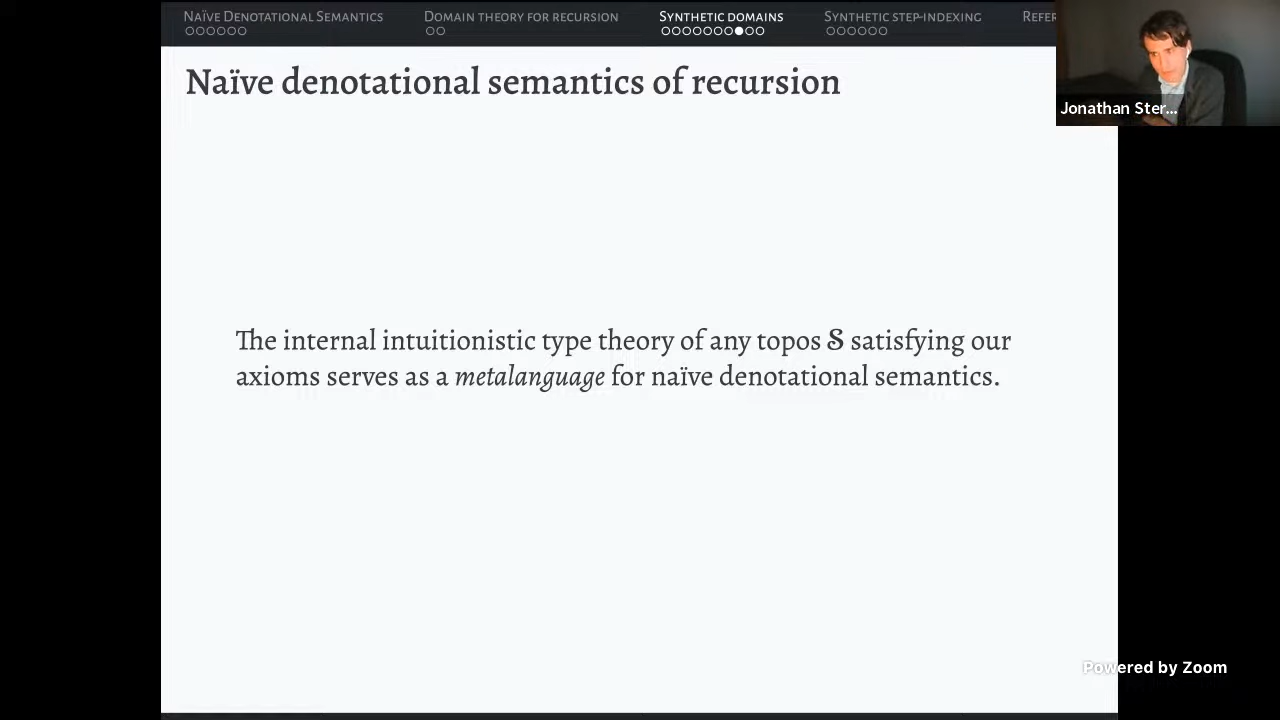 Naïve Denotational Semantics Domain theory for recursion Synthetic domains Synthetic step-indexing Refer
Naïve denotational semantics of recursion
Jonathan Ster...
The internal intuitionistic type theory of any topos S satisfying our
axioms serves as a metalanguage for naïve denotational semantics.
Powered by Zoom